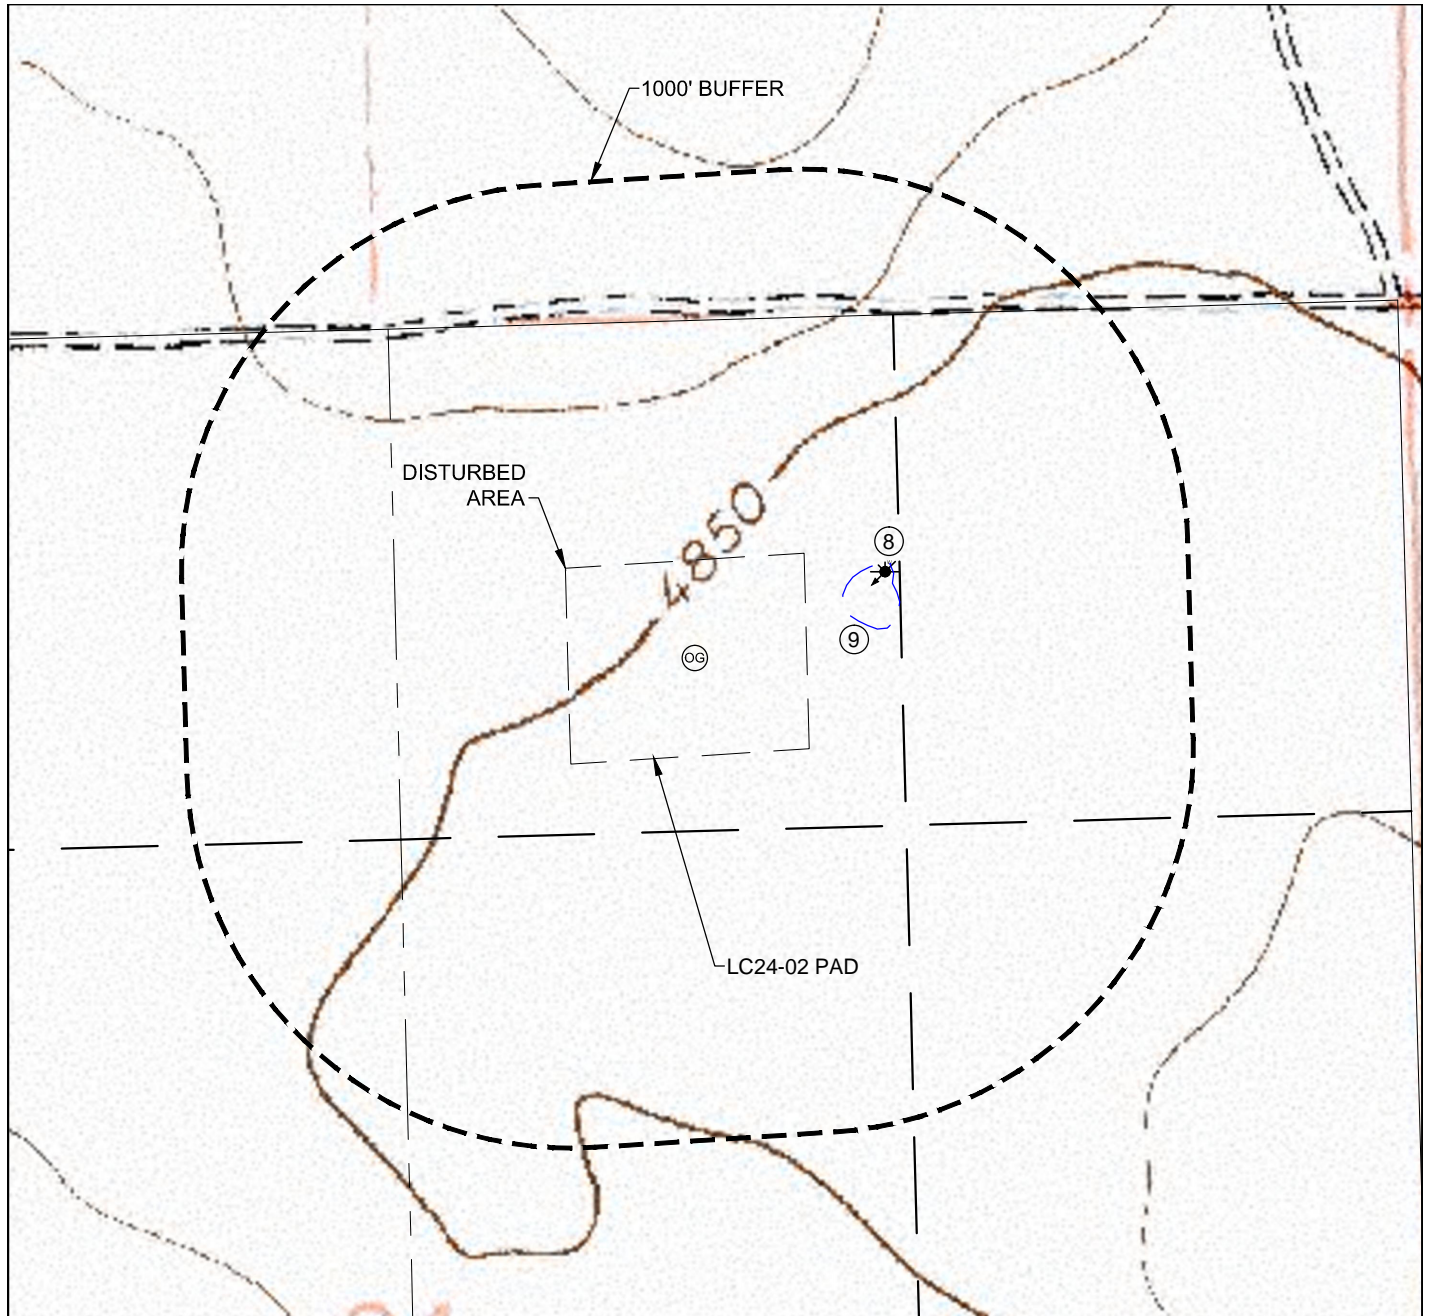 1000' BUFFER
DISTURBED
AREA
4850
8
9
OG
LC24-02 PAD